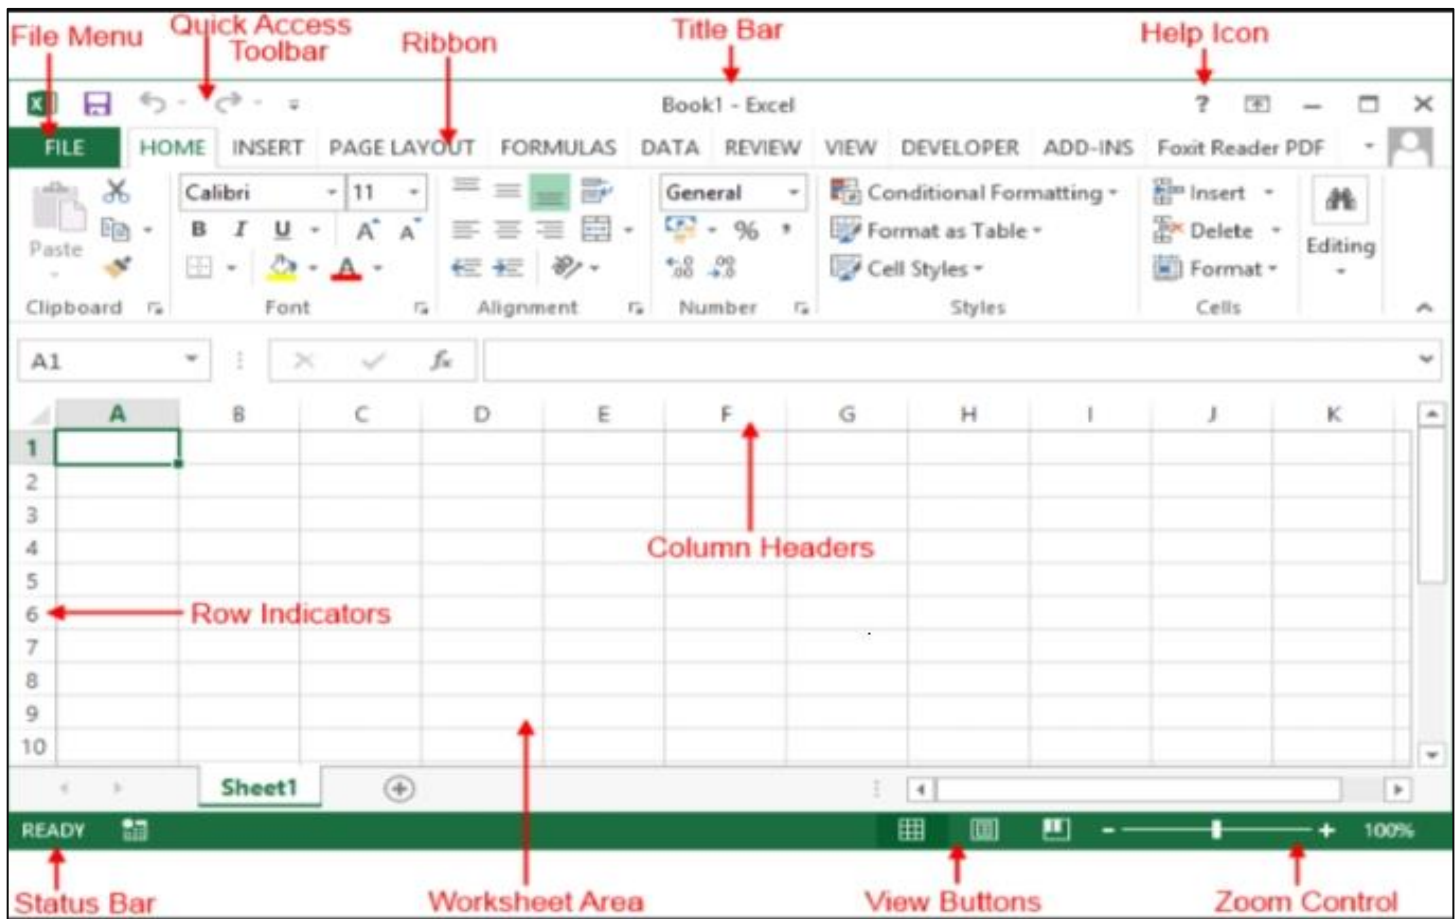 File Menu
Quick Access
Toolbar
Ribbon
Title Bar
Help Icon
Book1 - Excel
?
FILE HOME INSERT PAGE LAYOUT FORMULAS DATA REVIEW VIEW DEVELOPER ADD-INS Foxit Reader PDF
Calibri 11 General Conditional Formatting Insert
Paste B I U A A % , Format as Table Delete Editing
A Cell Styles Format
Clipboard Font Alignment Number Styles Cells
A1 fx
A B C D E F G H I J K
1
2
3
4
Column Headers
5
6 Row Indicators
7
8
9
10
Sheet1
READY 100%
Status Bar Worksheet Area View Buttons Zoom Control